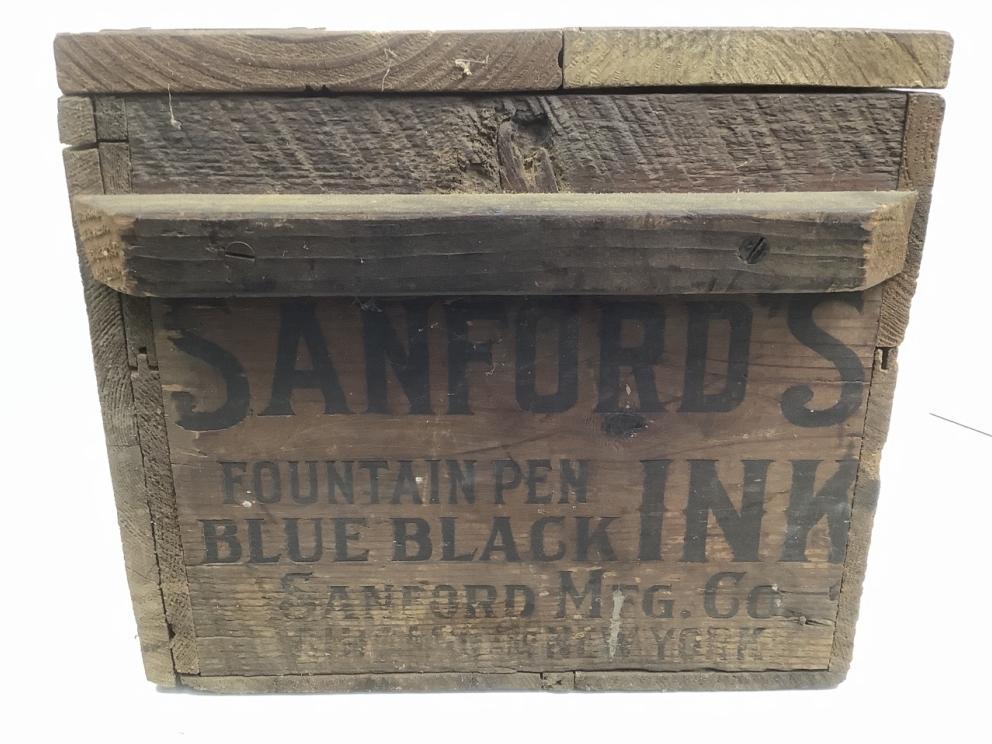 SANFORD'S
FOUNTAIN PEN
BLUE BLACK INK
SANFORD MFG. CO
NEW YORK